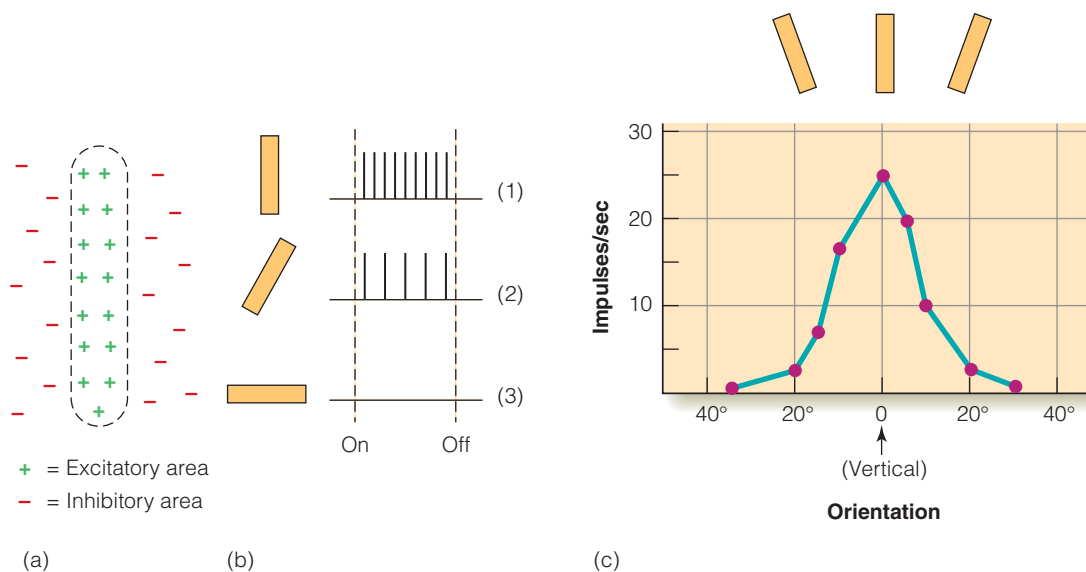 + = Excitatory area
− = Inhibitory area
(a)
(1)
(2)
(3)
On Off
(b)
30
20
10
Impulses/sec
40° 20° 0 20° 40°
(Vertical)
Orientation
(c)